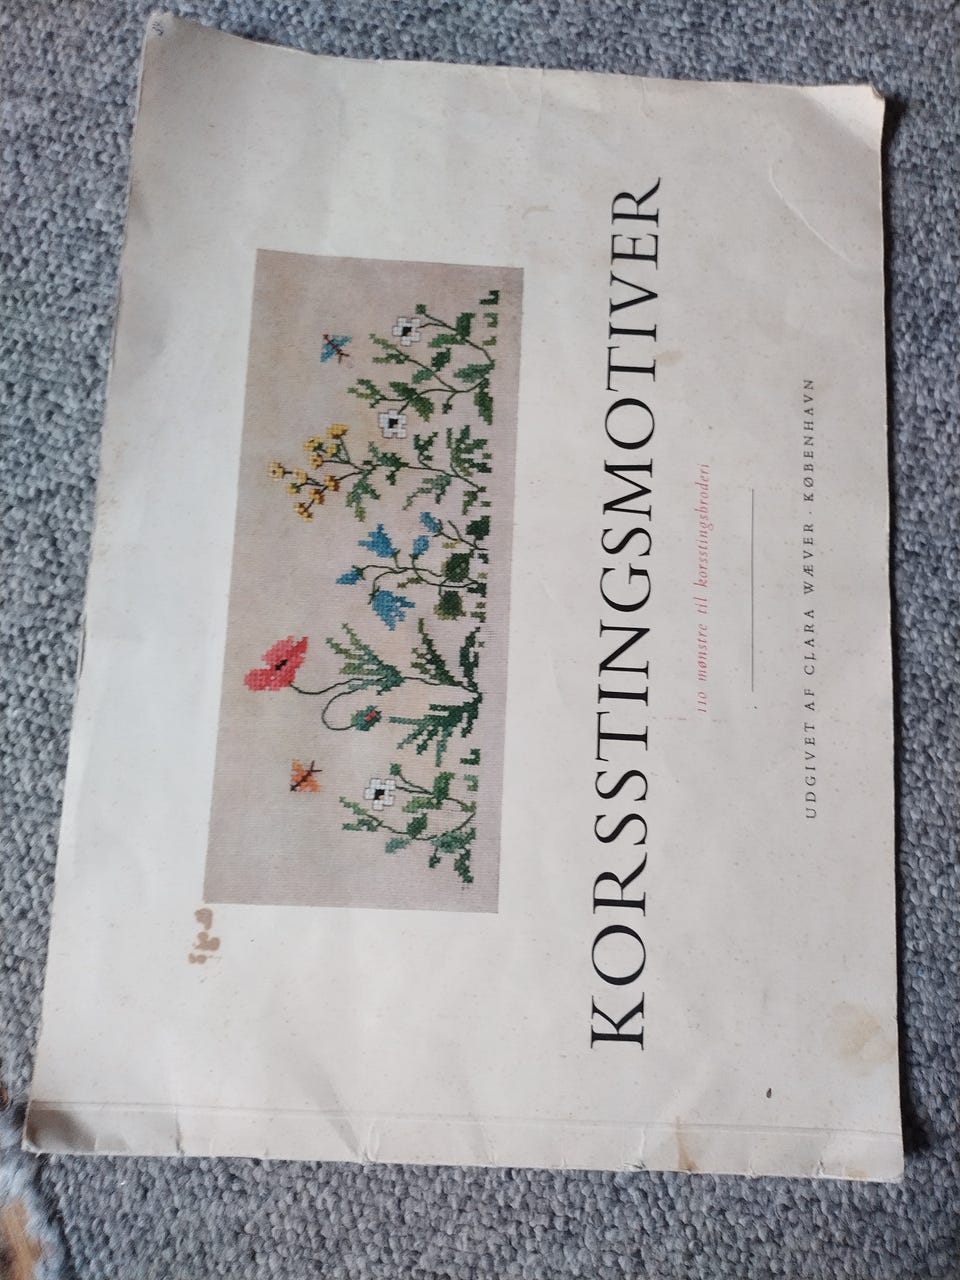 KORSSTINGSMOTIVER
110 mønstre til korsstingsbroderi
UDGIVET AF CLARA WÆVER · KØBENHAVN